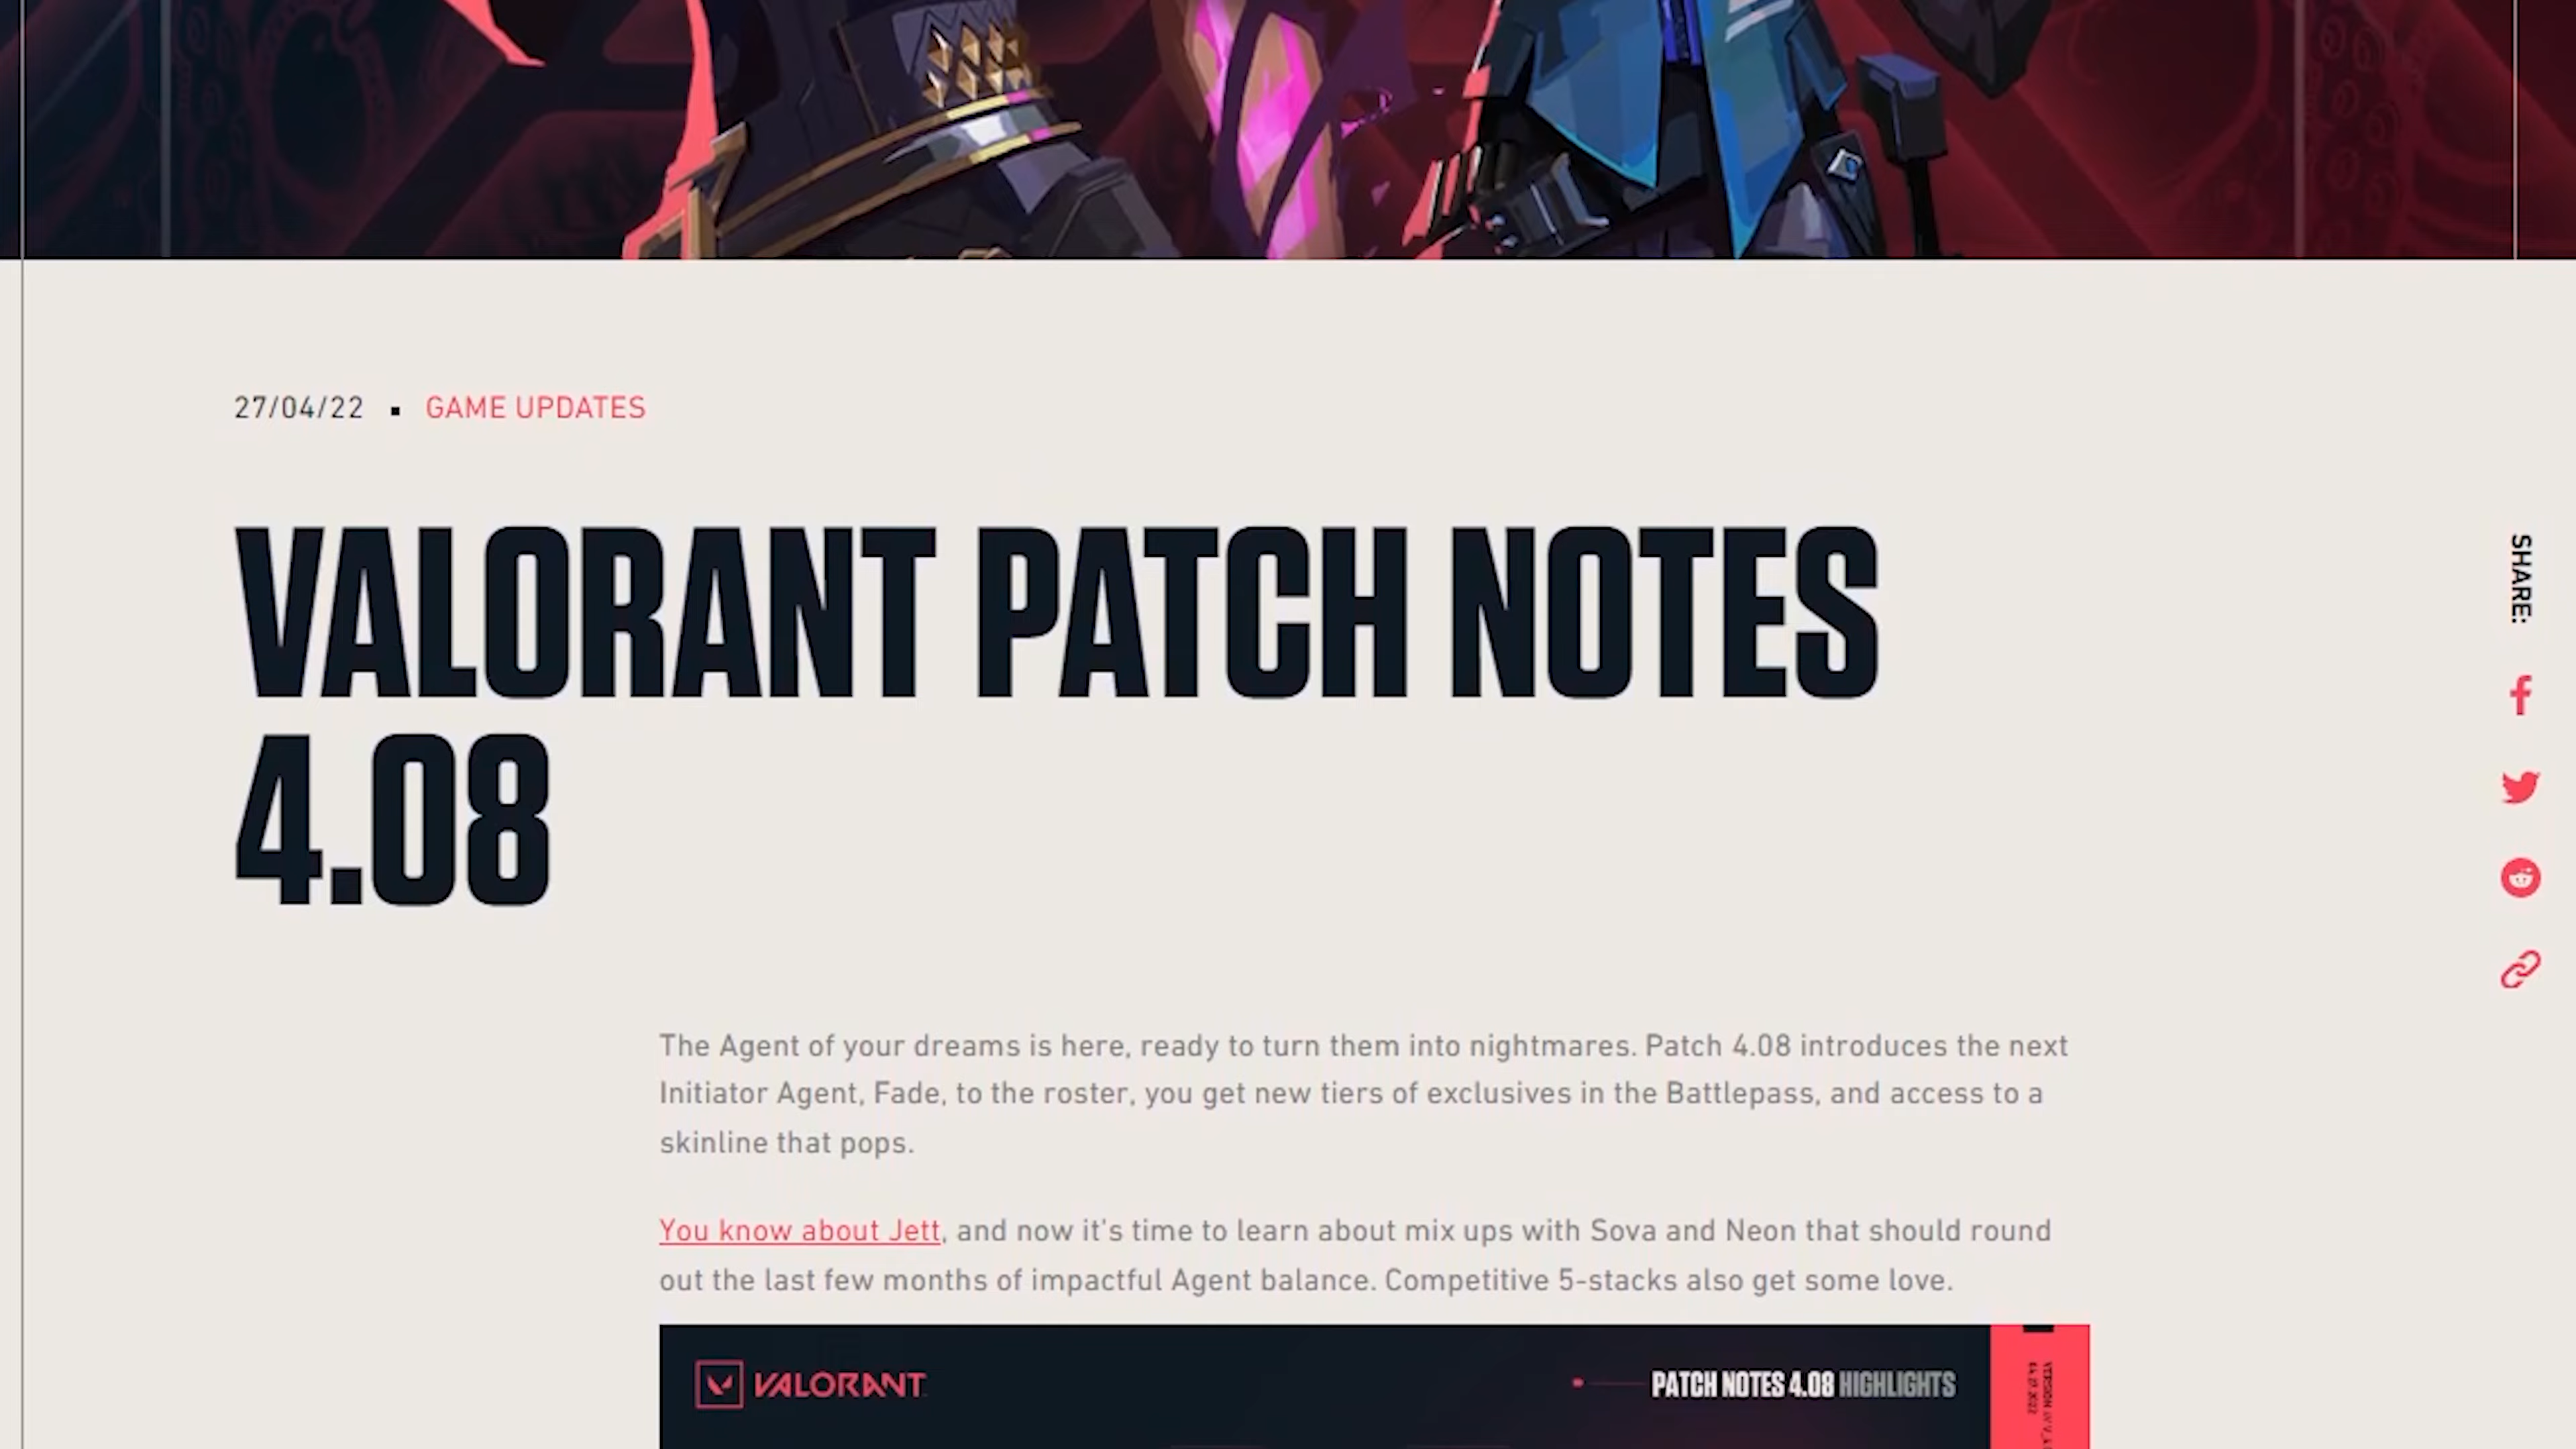 27/04/22 ▪ GAME UPDATES
VALORANT PATCH NOTES
4.08
SHARE:
The Agent of your dreams is here, ready to turn them into nightmares. Patch 4.08 introduces the next
Initiator Agent, Fade, to the roster, you get new tiers of exclusives in the Battlepass, and access to a
skinline that pops.
You know about Jett, and now it's time to learn about mix ups with Sova and Neon that should round
out the last few months of impactful Agent balance. Competitive 5-stacks also get some love.
VALORANT
PATCH NOTES 4.08 HIGHLIGHTS